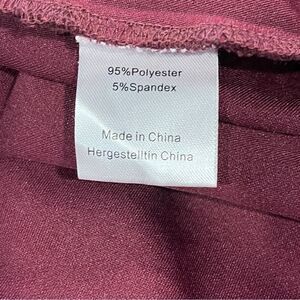 95%Polyester
5%Spandex
Made in China
Hergestelltin China